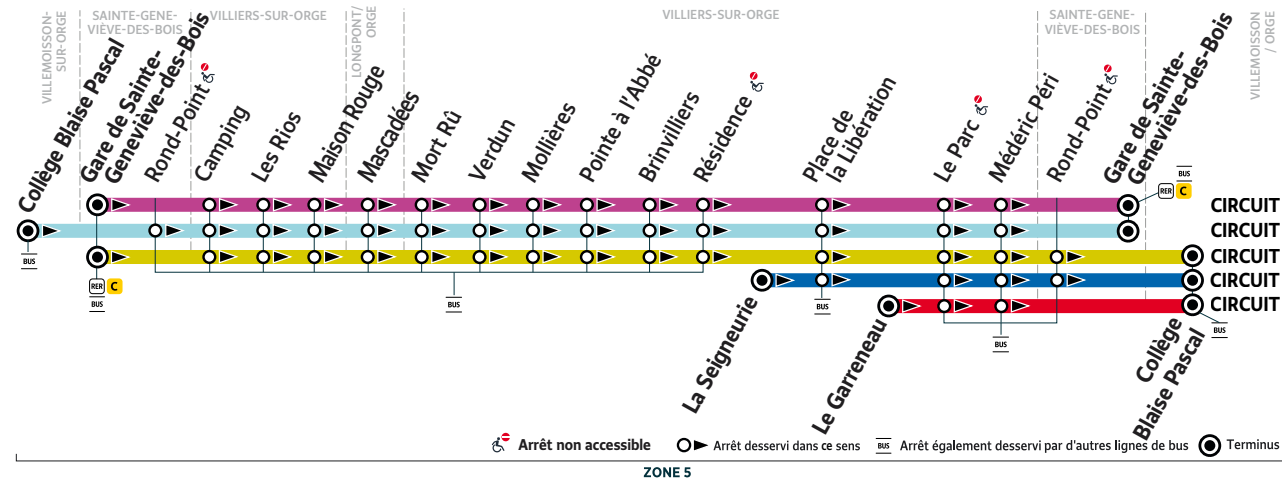 VILLEMOISSON-
SUR-ORGE
SAINTE-GENE-
VIÈVE-DES-BOIS
VILLIERS-SUR-ORGE
LONGPONT/
ORGE
VILLIERS-SUR-ORGE
SAINTE-GENE-
VIÈVE-DES-BOIS
VILLEMOISSON
/ ORGE
Collège Blaise Pascal
Gare de Sainte-
Geneviève-des-Bois
Rond-Point
Camping
Les Rios
Maison Rouge
Mascadées
Mort Rû
Verdun
Mollières
Pointe à l'Abbé
Brinvilliers
Résidence
Place de
la Libération
Le Parc
Médéric Péri
Rond-Point
Gare de Sainte-
Geneviève-des-Bois
BUS
RER C
CIRCUIT
CIRCUIT
CIRCUIT
CIRCUIT
CIRCUIT
BUS
RER C
BUS
BUS
BUS
BUS
BUS
La Seigneurie
Le Garreneau
Collège
Blaise Pascal
Arrêt non accessible
Arrêt desservi dans ce sens
BUS Arrêt également desservi par d'autres lignes de bus
Terminus
ZONE 5